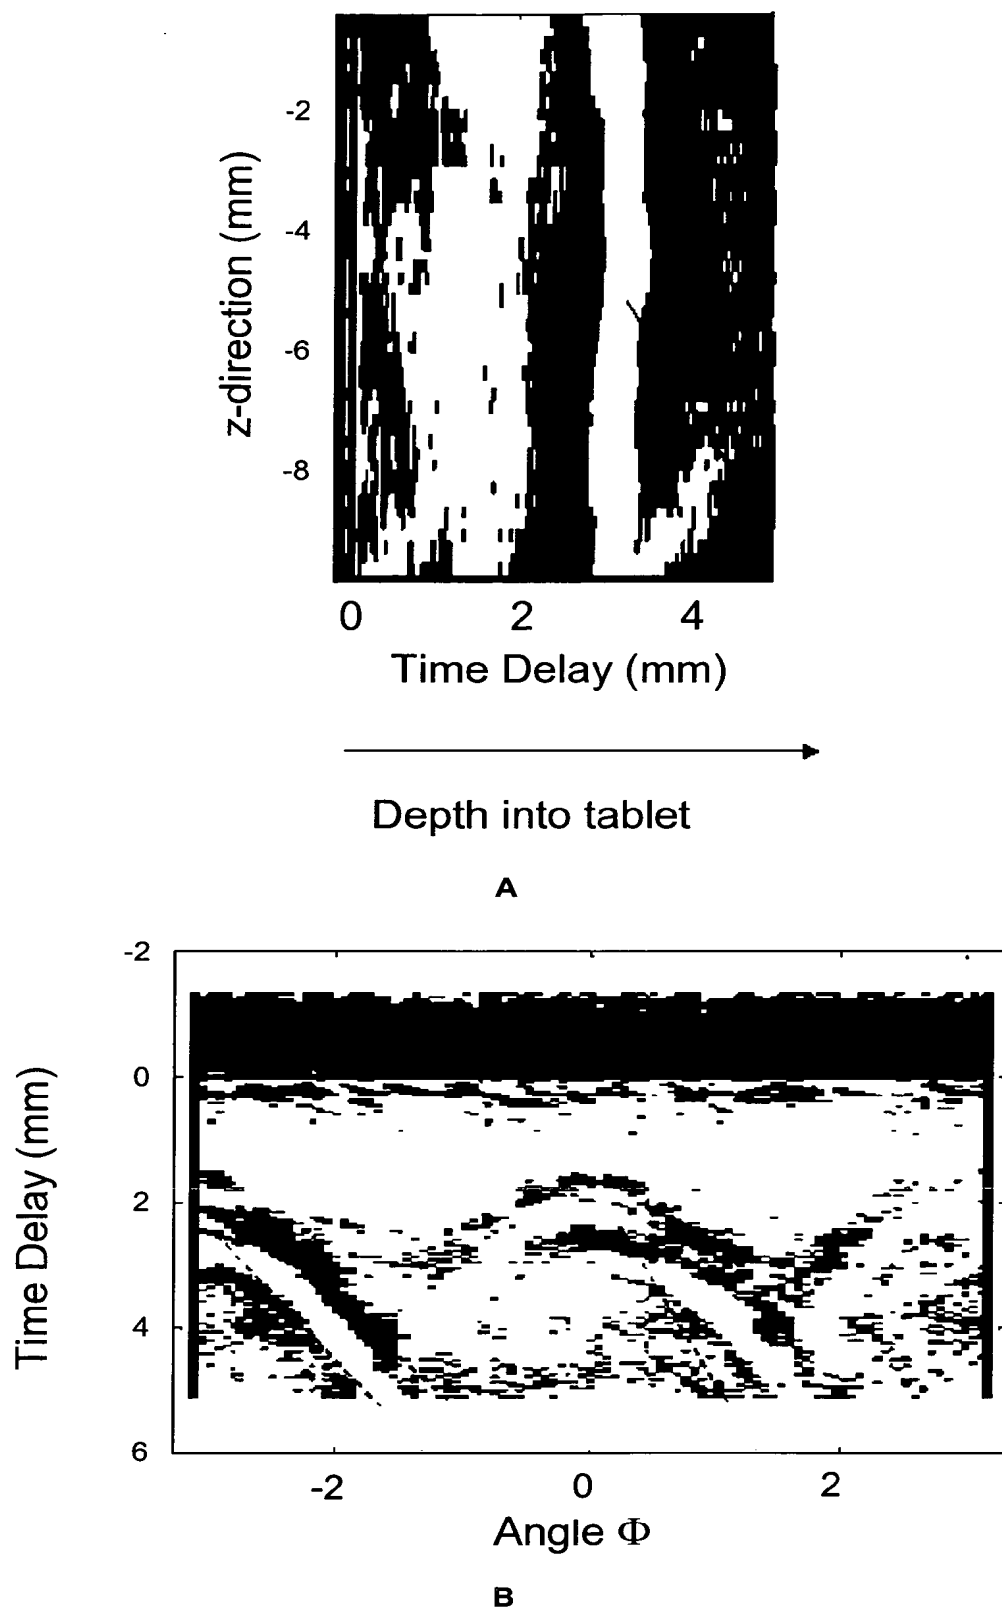 -2
-4
-6
-8
z-direction (mm)
0 2 4
Time Delay (mm)
Depth into tablet
A
-2
0
2
4
6
Time Delay (mm)
-2 0 2
Angle Φ
B